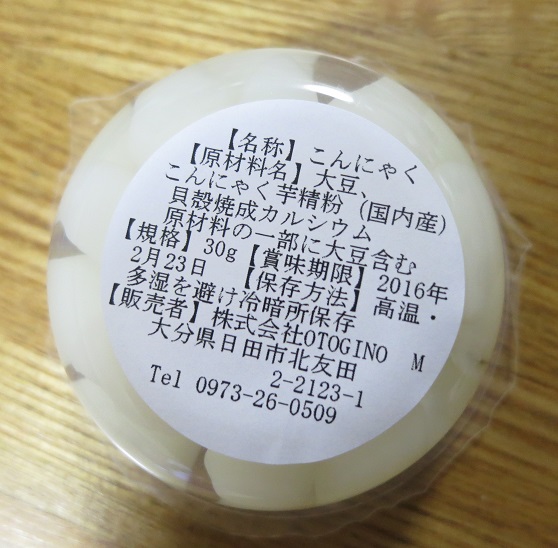 【名称】こんにゃく
【原材料名】大豆、
こんにゃく芋精粉（国内産）
貝殻焼成カルシウム
原材料の一部に大豆含む
【規格】30g【賞味期限】2016年
2月23日　【保存方法】高温・
多湿を避け冷暗所保存
【販売者】株式会社OTOGINO　M
大分県日田市北友田
2-2123-1
Tel 0973-26-0509